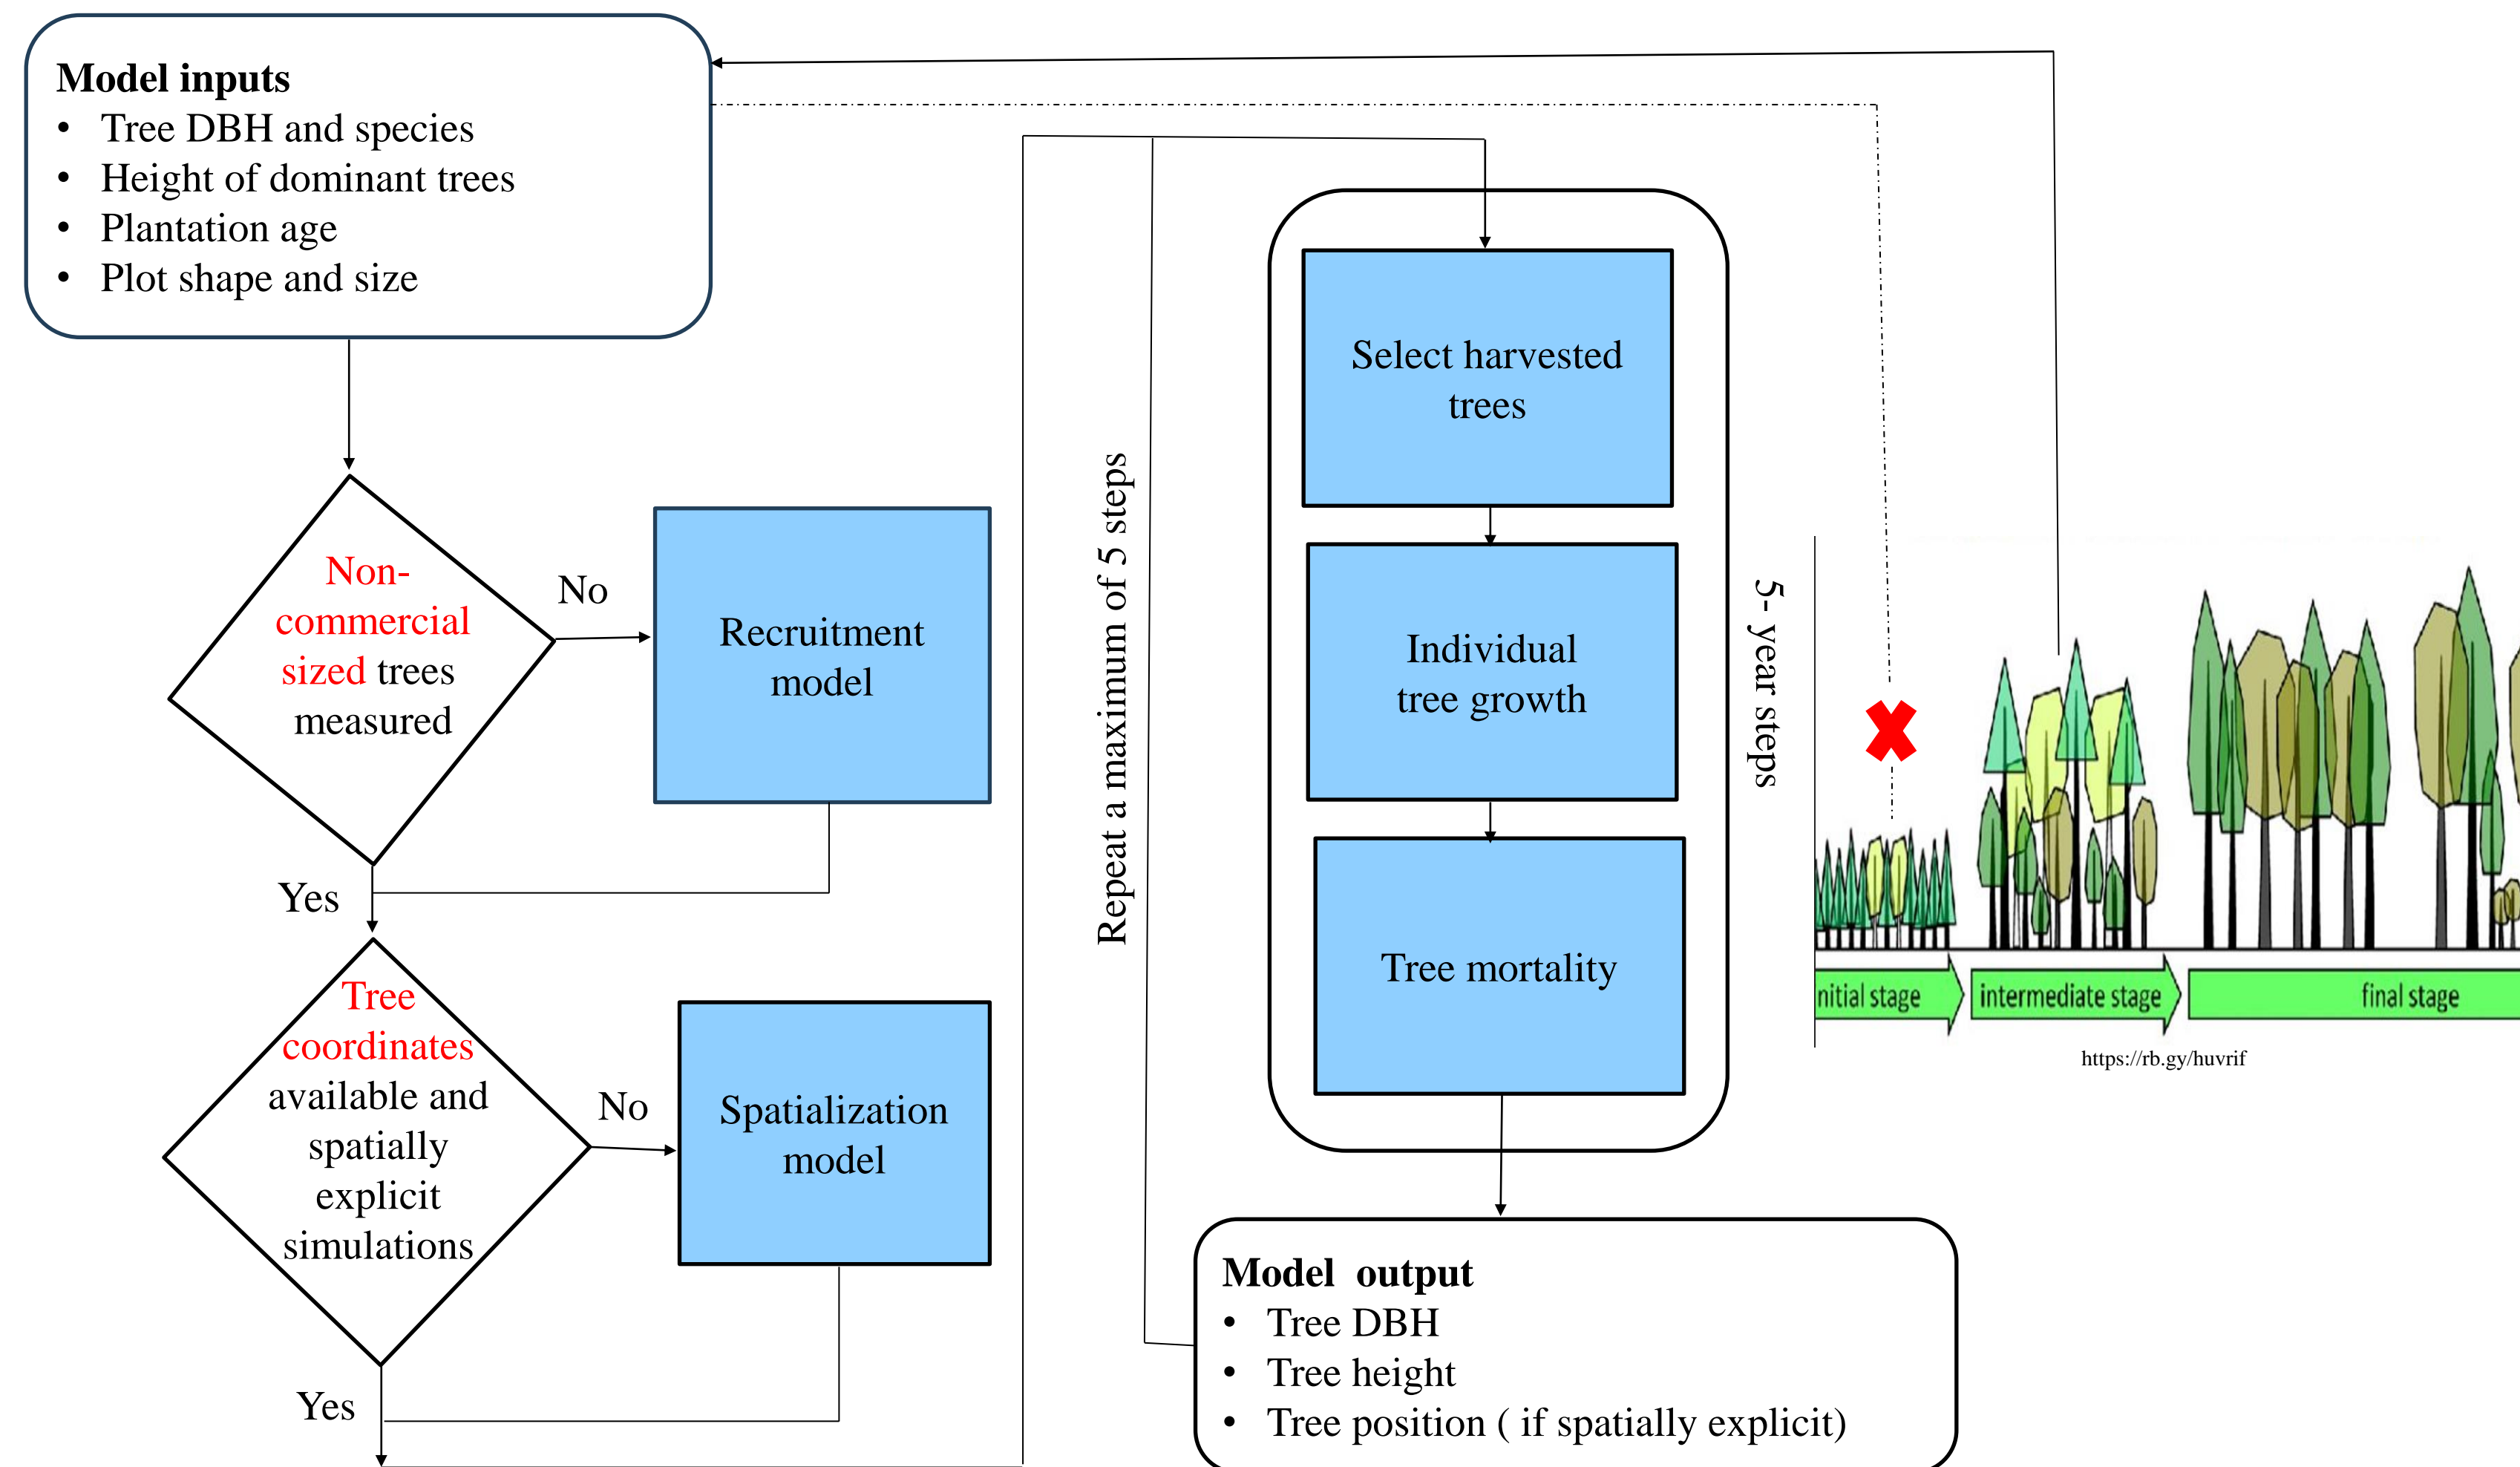 Model inputs
• Tree DBH and species
• Height of dominant trees
• Plantation age
• Plot shape and size
Non-
commercial
sized trees
measured
No
Recruitment
model
Yes
Tree
coordinates
available and
spatially
explicit
simulations
No
Spatialization
model
Yes
Repeat a maximum of 5 steps
Select harvested
trees
Individual
tree growth
Tree mortality
5- year steps
Model output
• Tree DBH
• Tree height
• Tree position ( if spatially explicit)
nitial stage
intermediate stage
final stage
https://rb.gy/huvrif